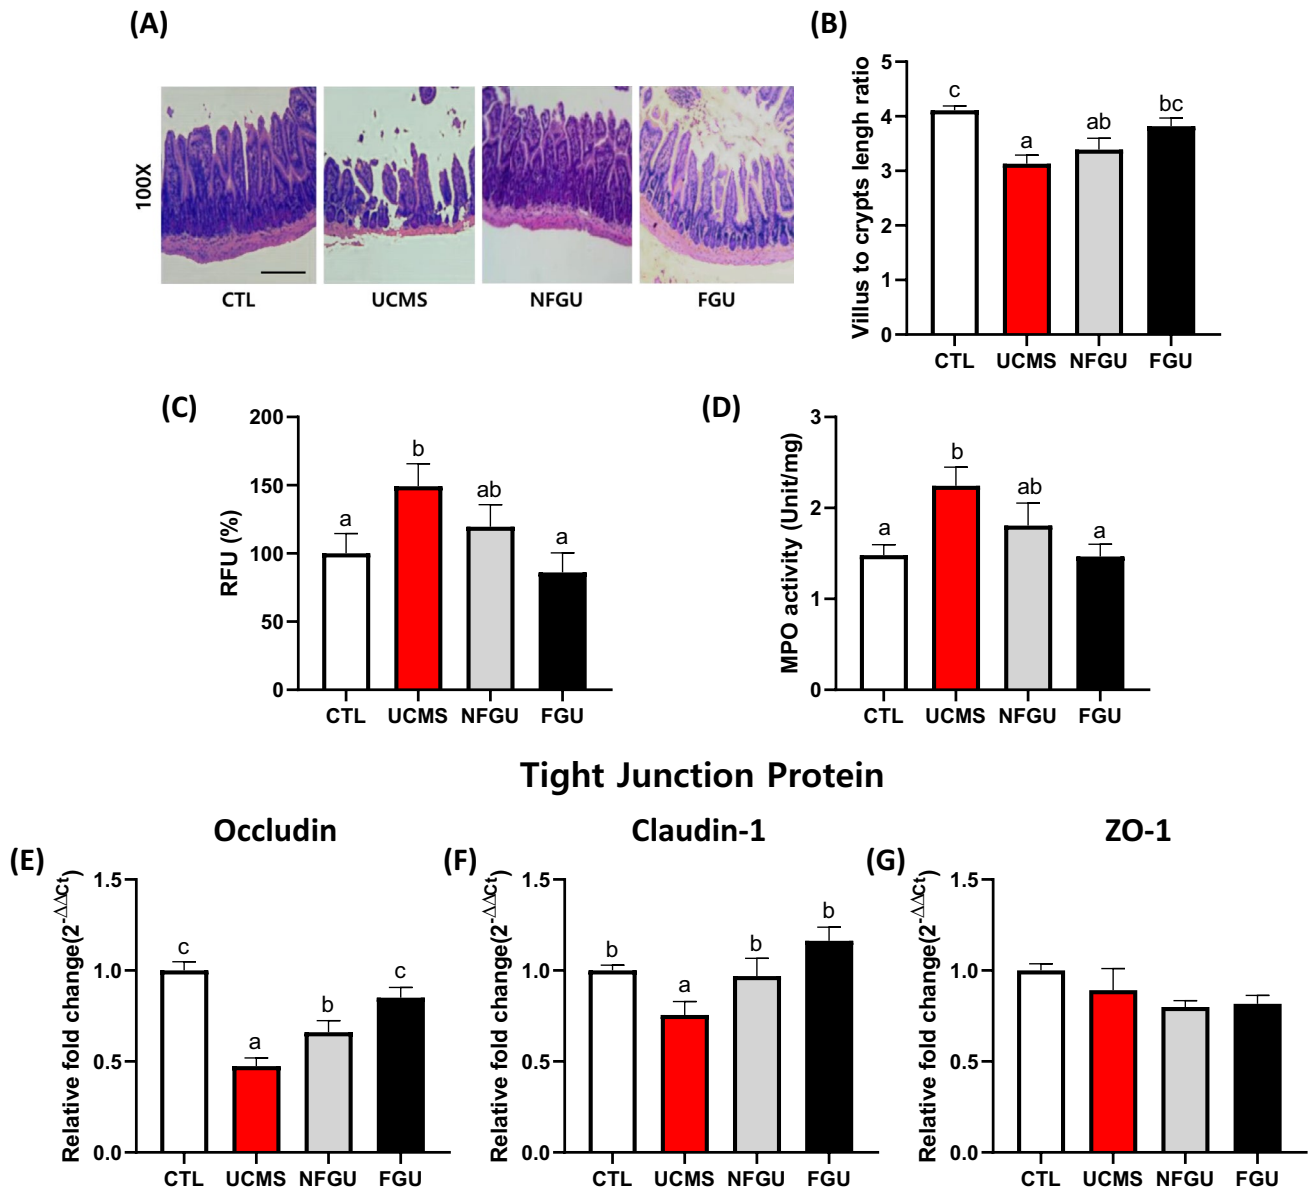 (A)
100X
CTL UCMS NFGU FGU
(B)
Villus to crypts lengh ratio
5
4
3
2
1
0
c a ab bc
CTL UCMS NFGU FGU
(C)
RFU (%)
200
150
100
50
0
a b ab a
CTL UCMS NFGU FGU
(D)
MPO activity (Unit/mg)
3
2
1
0
a b ab a
CTL UCMS NFGU FGU
Tight Junction Protein
Occludin
(E)
Relative fold change(2-ΔΔCt)
1.5
1.0
0.5
0.0
c a b c
CTL UCMS NFGU FGU
Claudin-1
(F)
Relative fold change(2-ΔΔCt)
1.5
1.0
0.5
0.0
b a b b
CTL UCMS NFGU FGU
ZO-1
(G)
Relative fold change(2-ΔΔCt)
1.5
1.0
0.5
0.0
CTL UCMS NFGU FGU